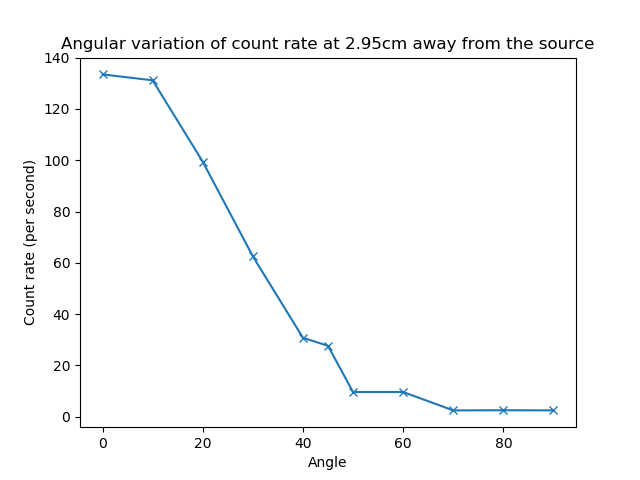 Angular variation of count rate at 2.95cm away from the source
140
120
100
80
60
40
20
0
Count rate (per second)
0 20 40 60 80
Angle